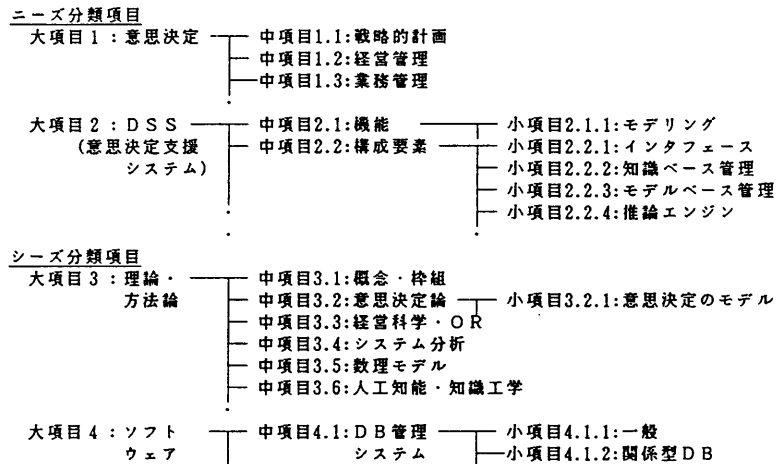 ニーズ分類項目
大項目1：意思決定 中項目1.1:戦略的計画
中項目1.2:経営管理
中項目1.3:業務管理
大項目2：DSS 中項目2.1:機能 小項目2.1.1:モデリング
(意思決定支援 中項目2.2:構成要素 小項目2.2.1:インタフェース
システム) 小項目2.2.2:知識ベース管理
小項目2.2.3:モデルベース管理
小項目2.2.4:推論エンジン
シーズ分類項目
大項目3：理論・ 中項目3.1:概念・枠組
方法論 中項目3.2:意思決定論 小項目3.2.1:意思決定のモデル
中項目3.3:経営科学・OR
中項目3.4:システム分析
中項目3.5:数理モデル
中項目3.6:人工知能・知識工学
大項目4：ソフト 中項目4.1:DB管理 小項目4.1.1:一般
ウェア システム 小項目4.1.2:関係型DB